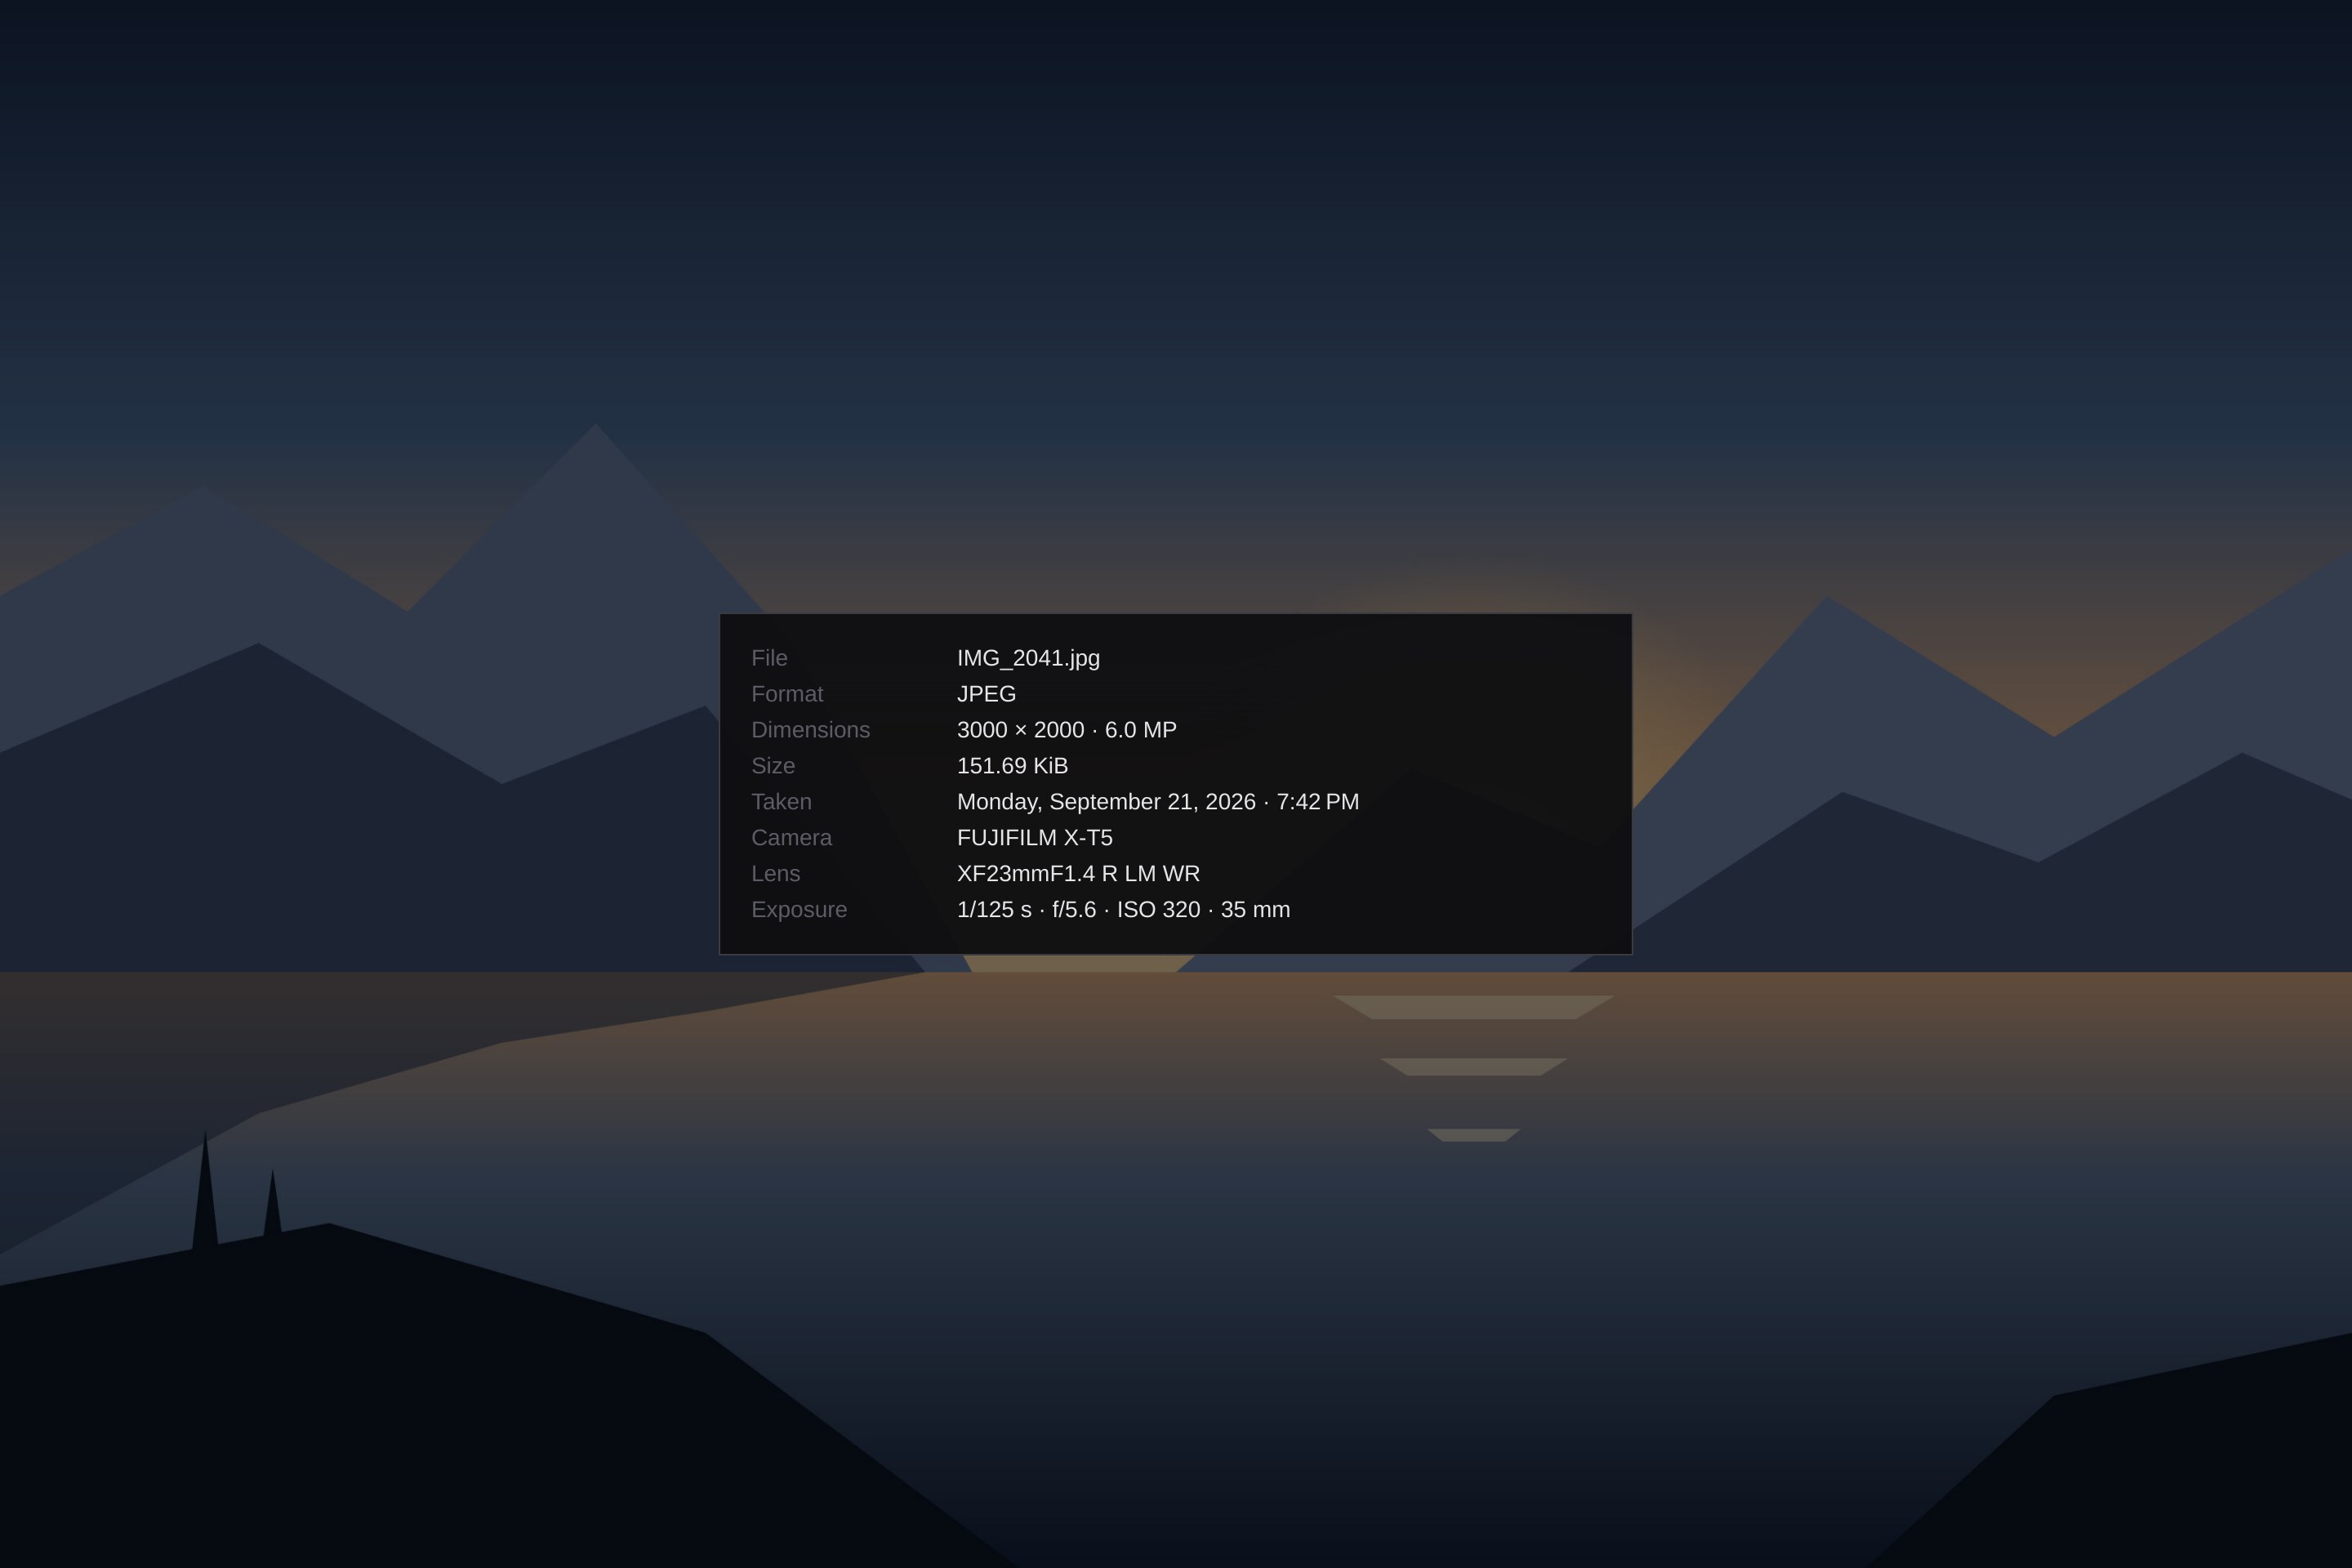 File IMG_2041.jpg
Format JPEG
Dimensions 3000 × 2000 · 6.0 MP
Size 151.69 KiB
Taken Monday, September 21, 2026 · 7:42 PM
Camera FUJIFILM X-T5
Lens XF23mmF1.4 R LM WR
Exposure 1/125 s · f/5.6 · ISO 320 · 35 mm